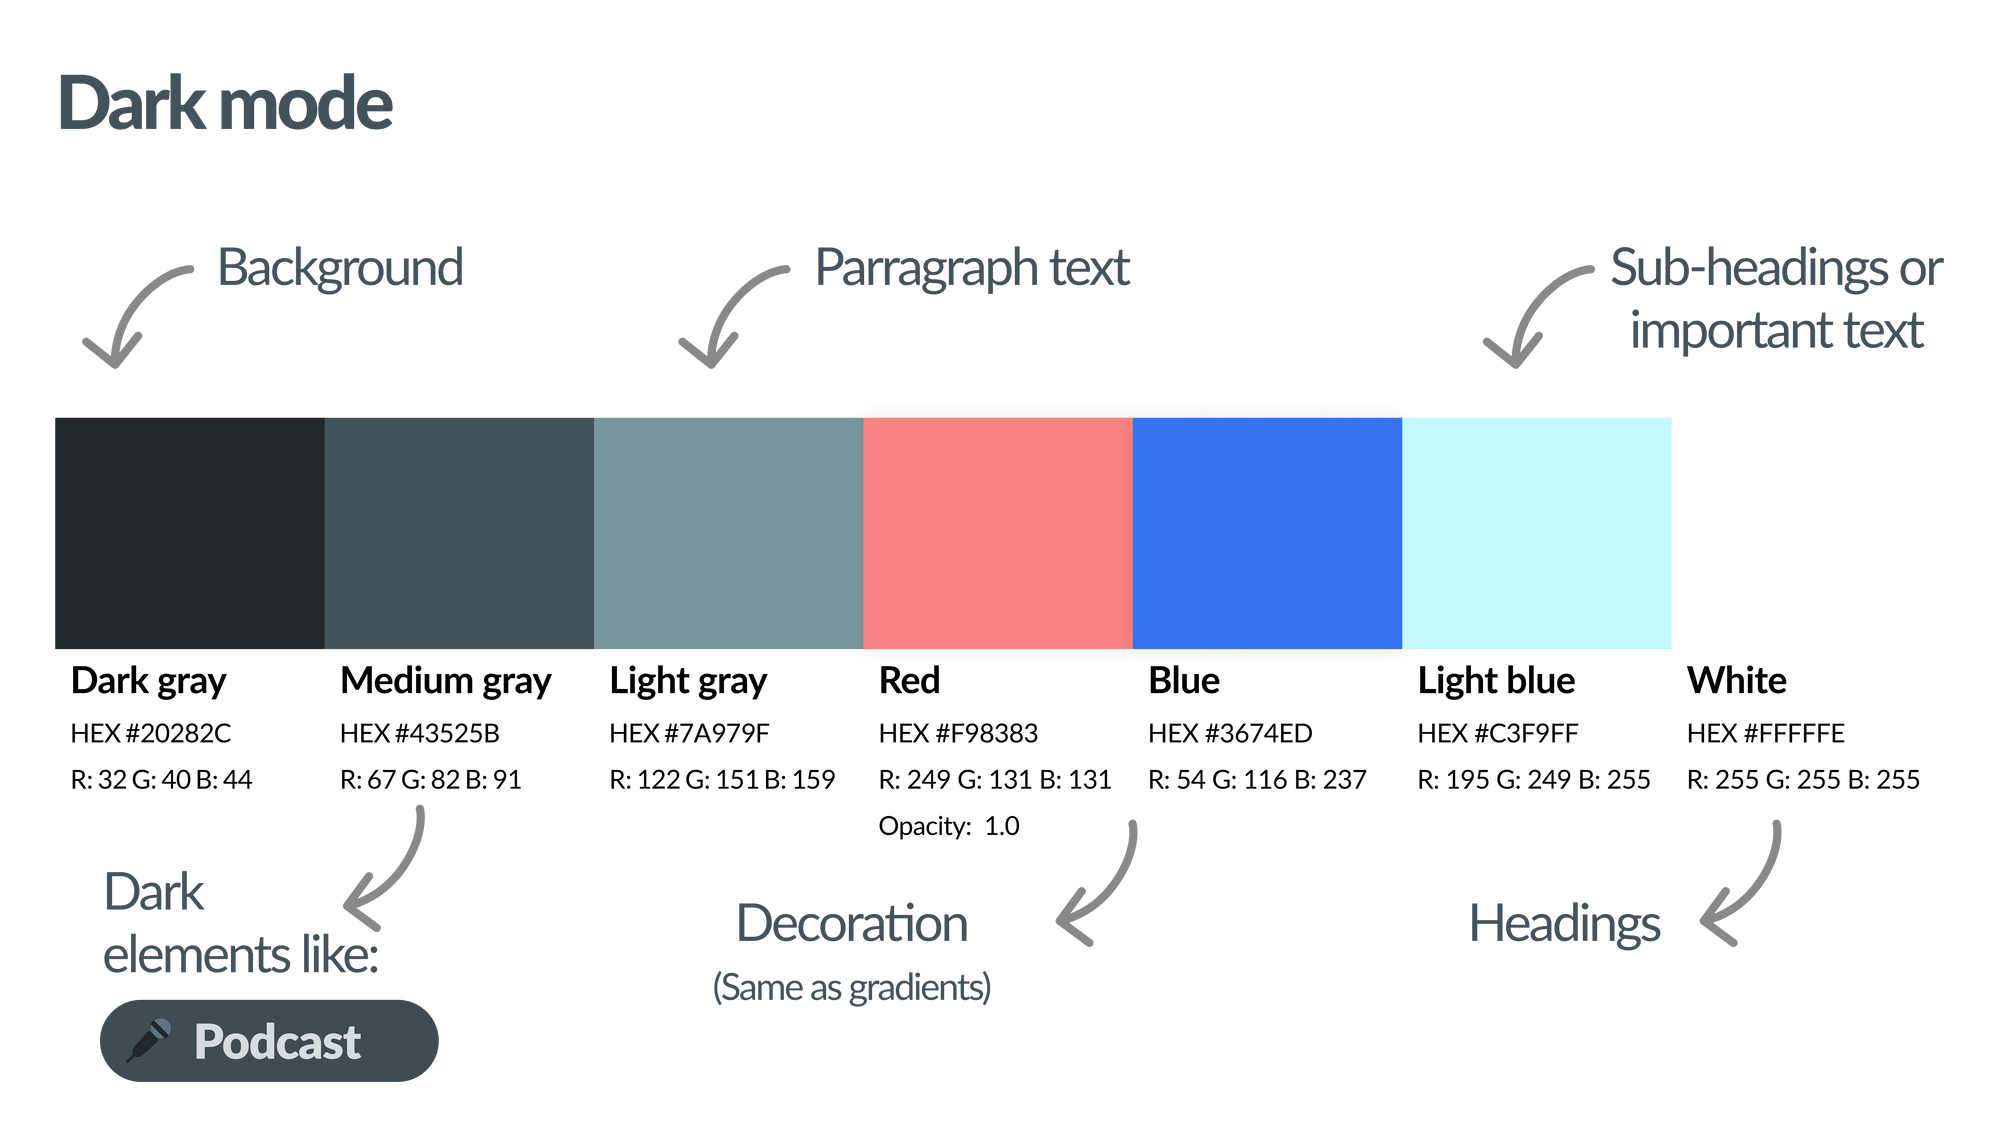 Dark mode
Background
Parragraph text
Sub-headings or
important text
Dark gray
HEX #20282C
R: 32 G: 40 B: 44
Medium gray
HEX #43525B
R: 67 G: 82 B: 91
Light gray
HEX #7A979F
R: 122 G: 151 B: 159
Red
HEX #F98383
R: 249 G: 131 B: 131
Opacity: 1.0
Blue
HEX #3674ED
R: 54 G: 116 B: 237
Light blue
HEX #C3F9FF
R: 195 G: 249 B: 255
White
HEX #FFFFFE
R: 255 G: 255 B: 255
Dark
elements like:
Podcast
Decoration
(Same as gradients)
Headings